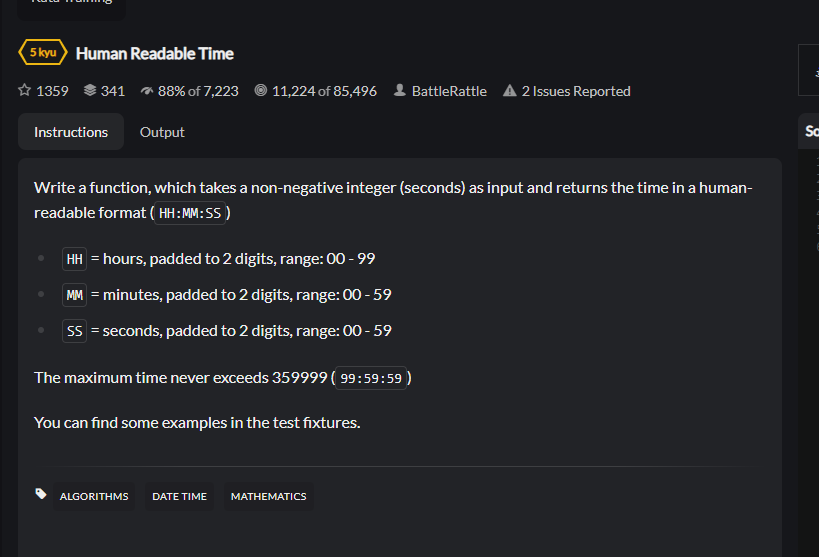 Kata Training
5 kyu Human Readable Time
1359 341 88% of 7,223 11,224 of 85,496 BattleRattle 2 Issues Reported
Instructions Output
Write a function, which takes a non-negative integer (seconds) as input and returns the time in a human-
readable format ( HH:MM:SS )
HH = hours, padded to 2 digits, range: 00 - 99
MM = minutes, padded to 2 digits, range: 00 - 59
SS = seconds, padded to 2 digits, range: 00 - 59
The maximum time never exceeds 359999 ( 99:59:59 )
You can find some examples in the test fixtures.
ALGORITHMS DATE TIME MATHEMATICS